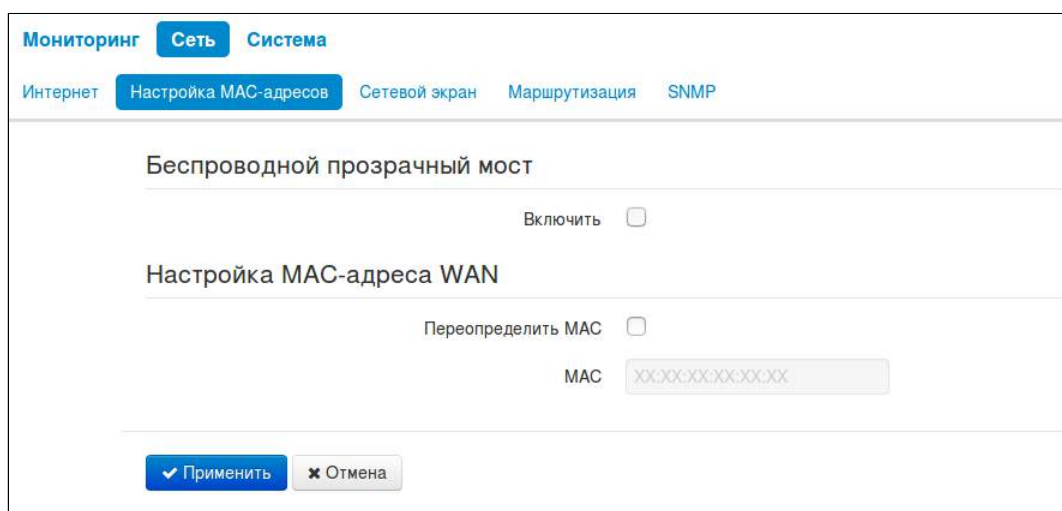 Мониторинг Сеть Система
Интернет Настройка MAC-адресов Сетевой экран Маршрутизация SNMP
Беспроводной прозрачный мост
Включить
Настройка MAC-адреса WAN
Переопределить MAC
MAC XX:XX:XX:XX:XX:XX
Применить Отмена